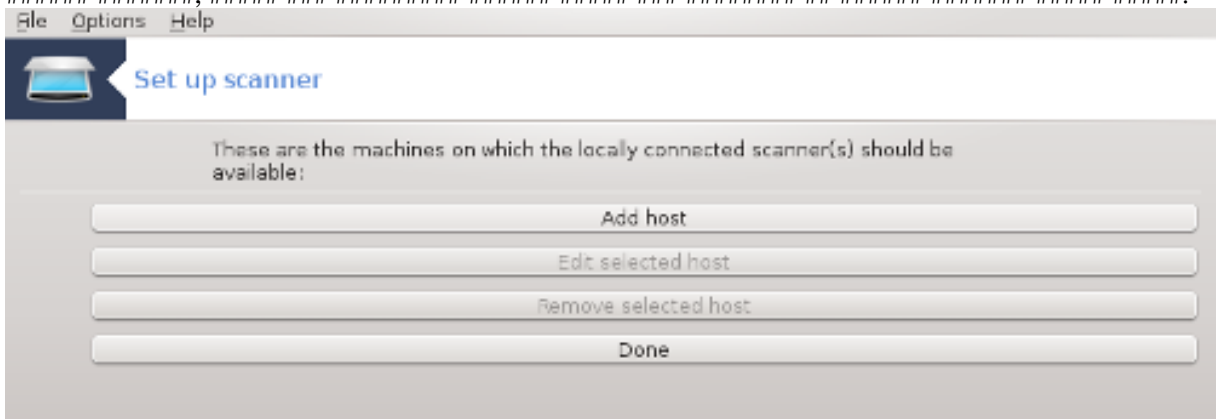 File Options Help
Set up scanner
These are the machines on which the locally connected scanner(s) should be
available:
Add host
Edit selected host
Remove selected host
Done